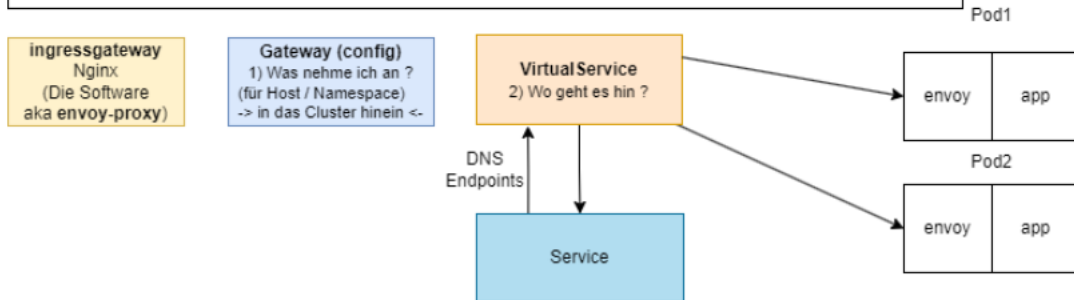 Pod1
ingressgateway
Nginx
(Die Software
aka envoy-proxy)
Gateway (config)
1) Was nehme ich an ?
(für Host / Namespace)
-> in das Cluster hinein <-
VirtualService
2) Wo geht es hin ?
envoy
app
DNS
Endpoints
Pod2
envoy
app
Service